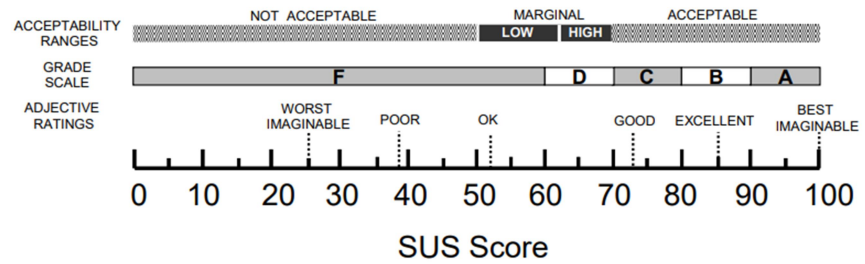 NOT ACCEPTABLE MARGINAL ACCEPTABLE
ACCEPTABILITY
RANGES
LOW HIGH
GRADE
SCALE
F D C B A
ADJECTIVE
RATINGS
WORST
IMAGINABLE
POOR OK GOOD EXCELLENT
BEST
IMAGINABLE
0 10 20 30 40 50 60 70 80 90 100
SUS Score